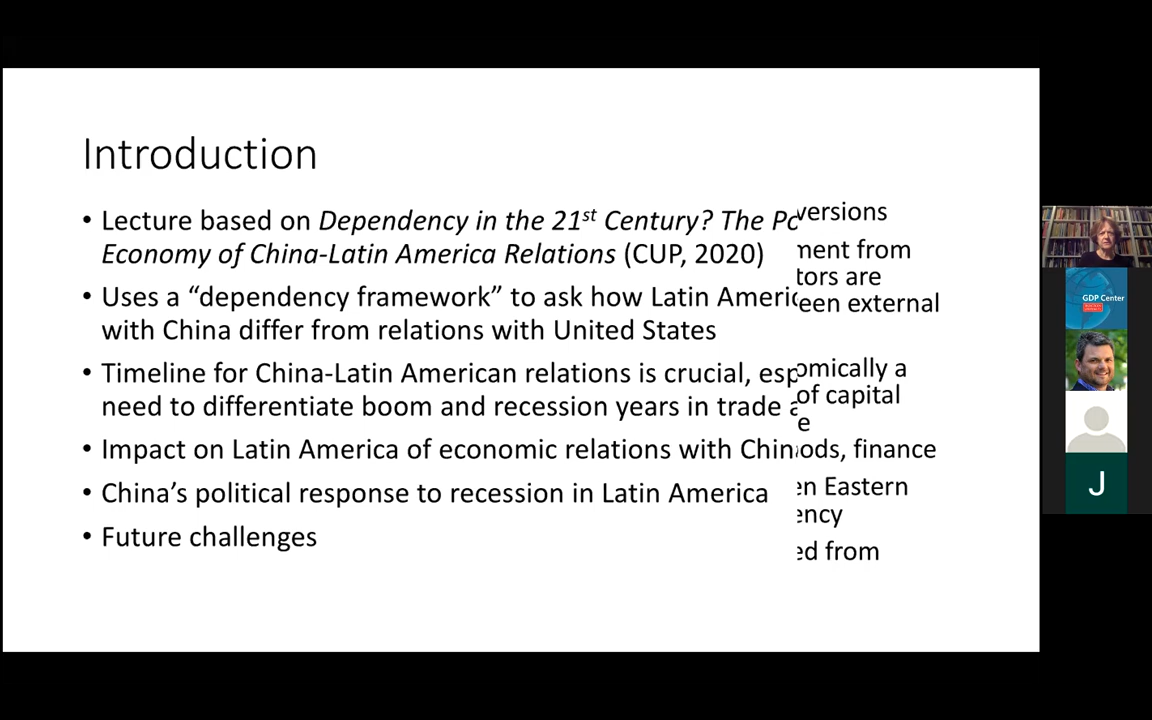 Introduction
• Lecture based on Dependency in the 21st Century? The Po
Economy of China-Latin America Relations (CUP, 2020)
• Uses a “dependency framework” to ask how Latin Americ
with China differ from relations with United States
• Timeline for China-Latin American relations is crucial, esp
need to differentiate boom and recession years in trade a
• Impact on Latin America of economic relations with Chin
• China’s political response to recession in Latin America
• Future challenges
versions
ment from
tors are
een external
omically a
of capital
e
ods, finance
en Eastern
ency
ed from
GDP Center
J